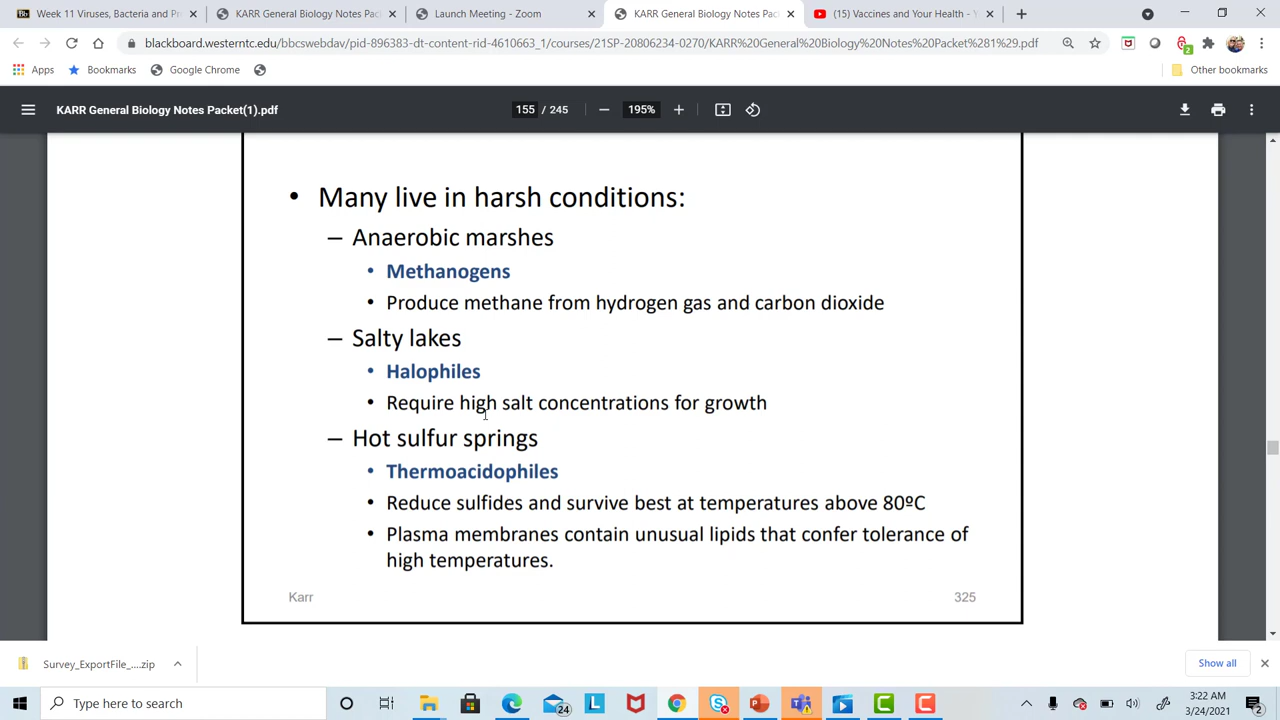 Week 11 Viruses, Bacteria and Pr
KARR General Biology Notes Pac
Launch Meeting - Zoom
KARR General Biology Notes Pac
(15) Vaccines and Your Health - Y
blackboard.westerntc.edu/bbcswebdav/pid-896383-dt-content-rid-4610663_1/courses/21SP-20806234-0270/KARR%20General%20Biology%20Notes%20Packet%281%29.pdf
Apps
Bookmarks
Google Chrome
Other bookmarks
KARR General Biology Notes Packet(1).pdf
155 / 245
195%
• Many live in harsh conditions:
– Anaerobic marshes
• Methanogens
• Produce methane from hydrogen gas and carbon dioxide
– Salty lakes
• Halophiles
• Require high salt concentrations for growth
– Hot sulfur springs
• Thermoacidophiles
• Reduce sulfides and survive best at temperatures above 80ºC
• Plasma membranes contain unusual lipids that confer tolerance of
high temperatures.
Karr
325
Survey_ExportFile_....zip
Show all
Type here to search
24
3:22 AM
3/24/2021
2